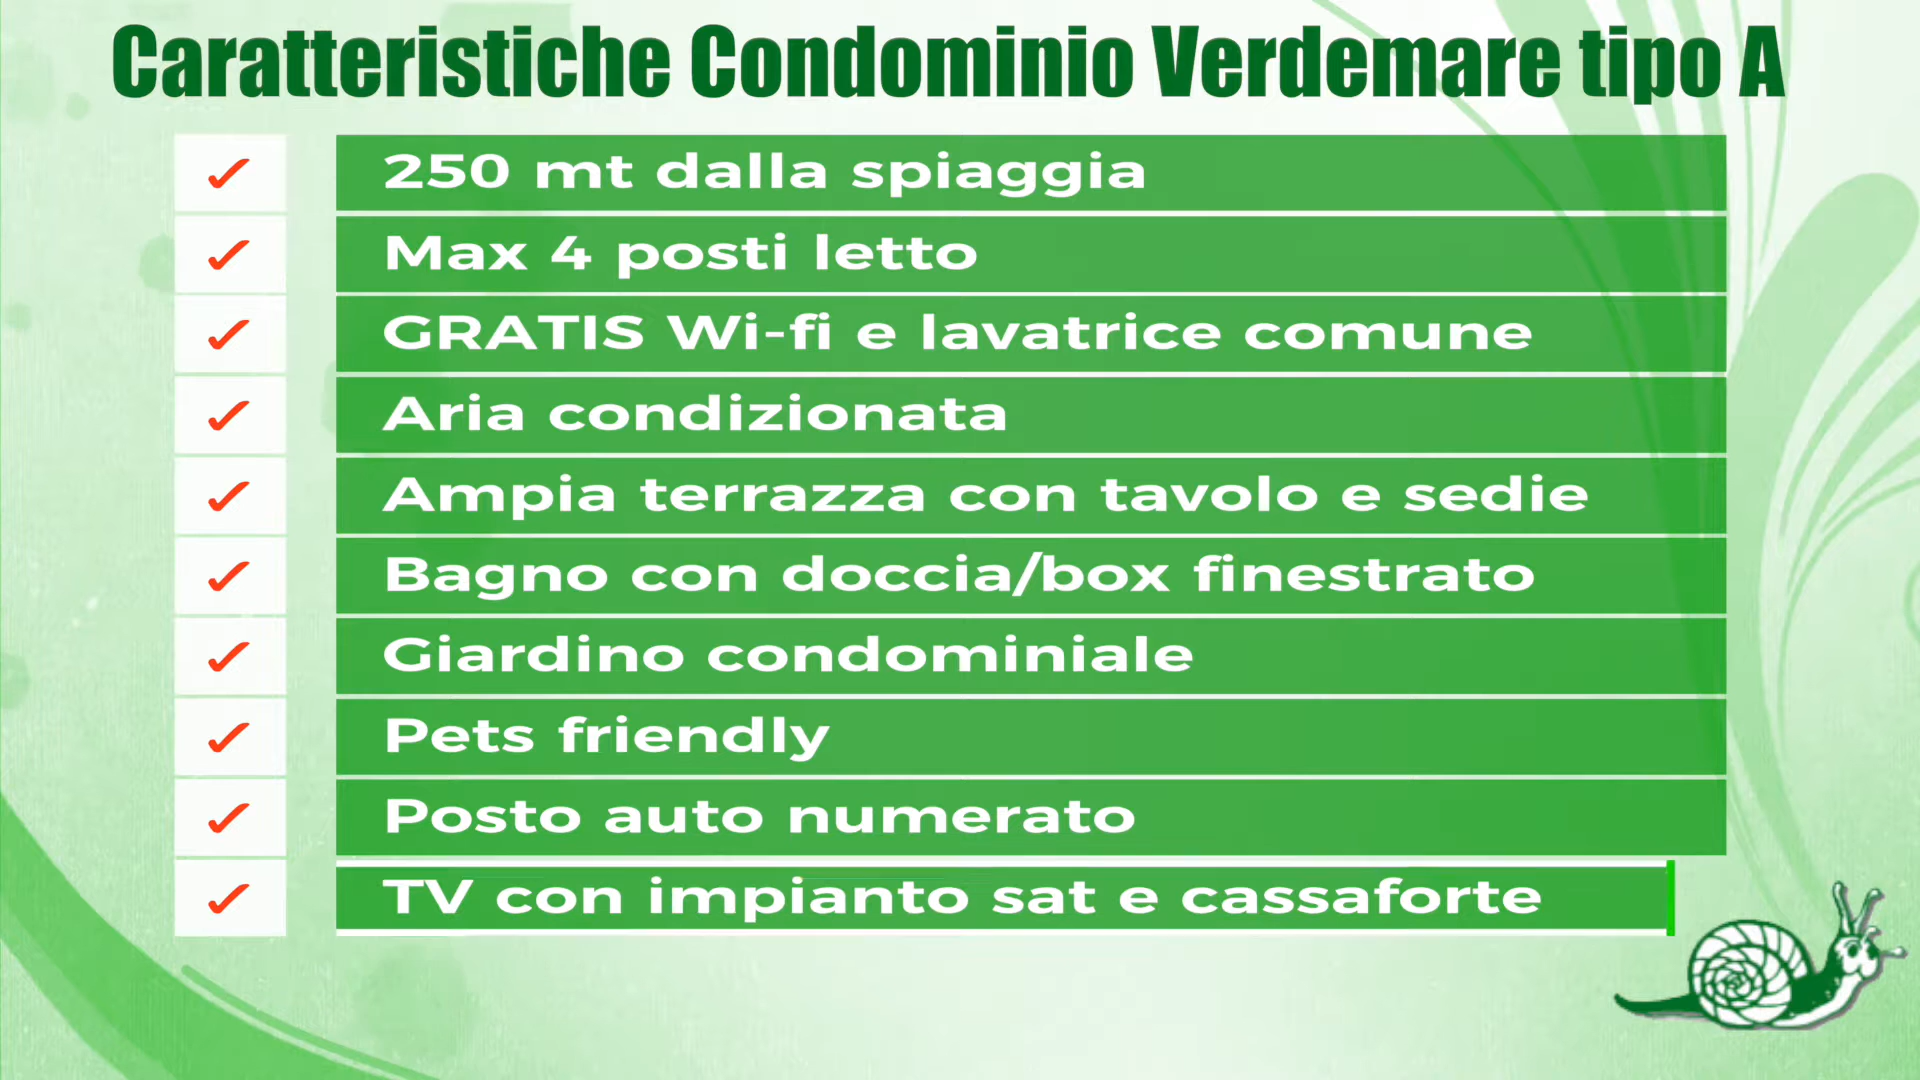 Caratteristiche Condominio Verdemare tipo A
250 mt dalla spiaggia
Max 4 posti letto
GRATIS Wi-fi e lavatrice comune
Aria condizionata
Ampia terrazza con tavolo e sedie
Bagno con doccia/box finestrato
Giardino condominiale
Pets friendly
Posto auto numerato
TV con impianto sat e cassaforte